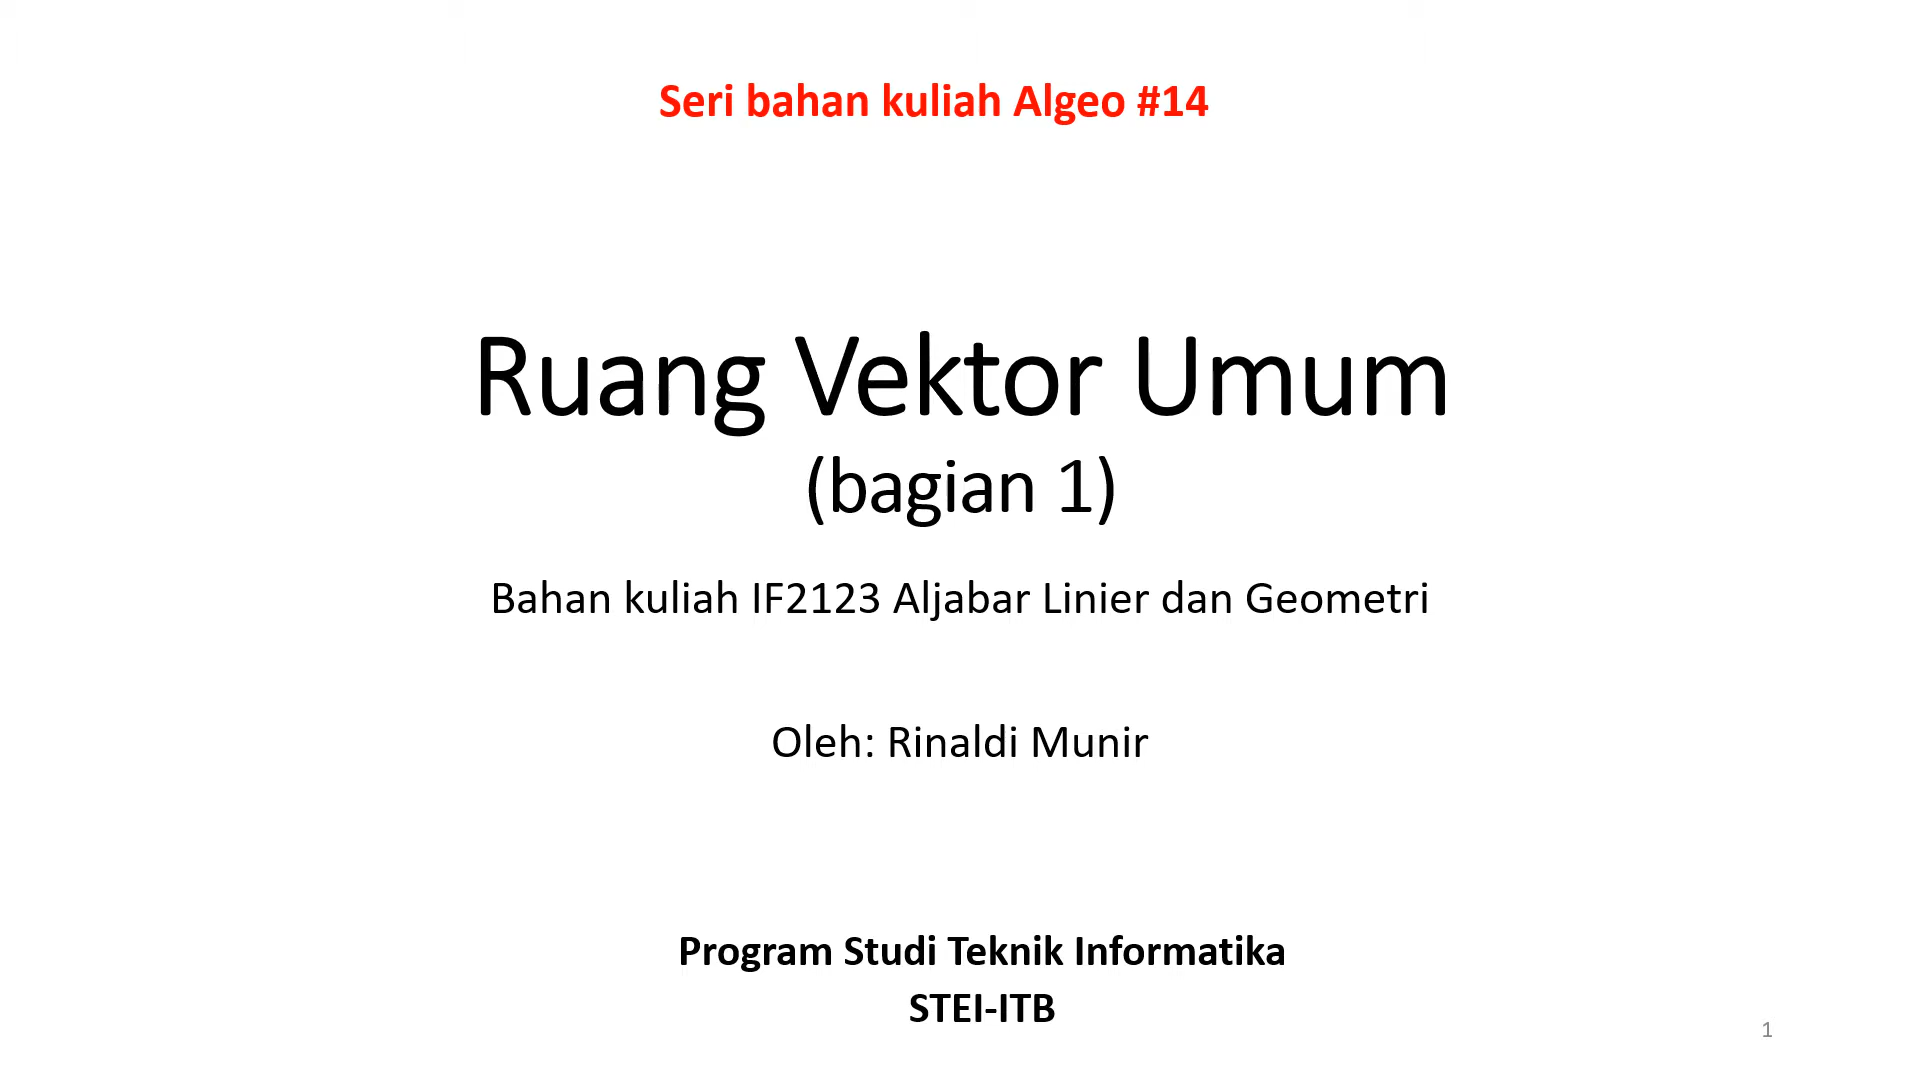 Seri bahan kuliah Algeo #14
Ruang Vektor Umum
(bagian 1)
Bahan kuliah IF2123 Aljabar Linier dan Geometri
Oleh: Rinaldi Munir
Program Studi Teknik Informatika
STEI-ITB
1